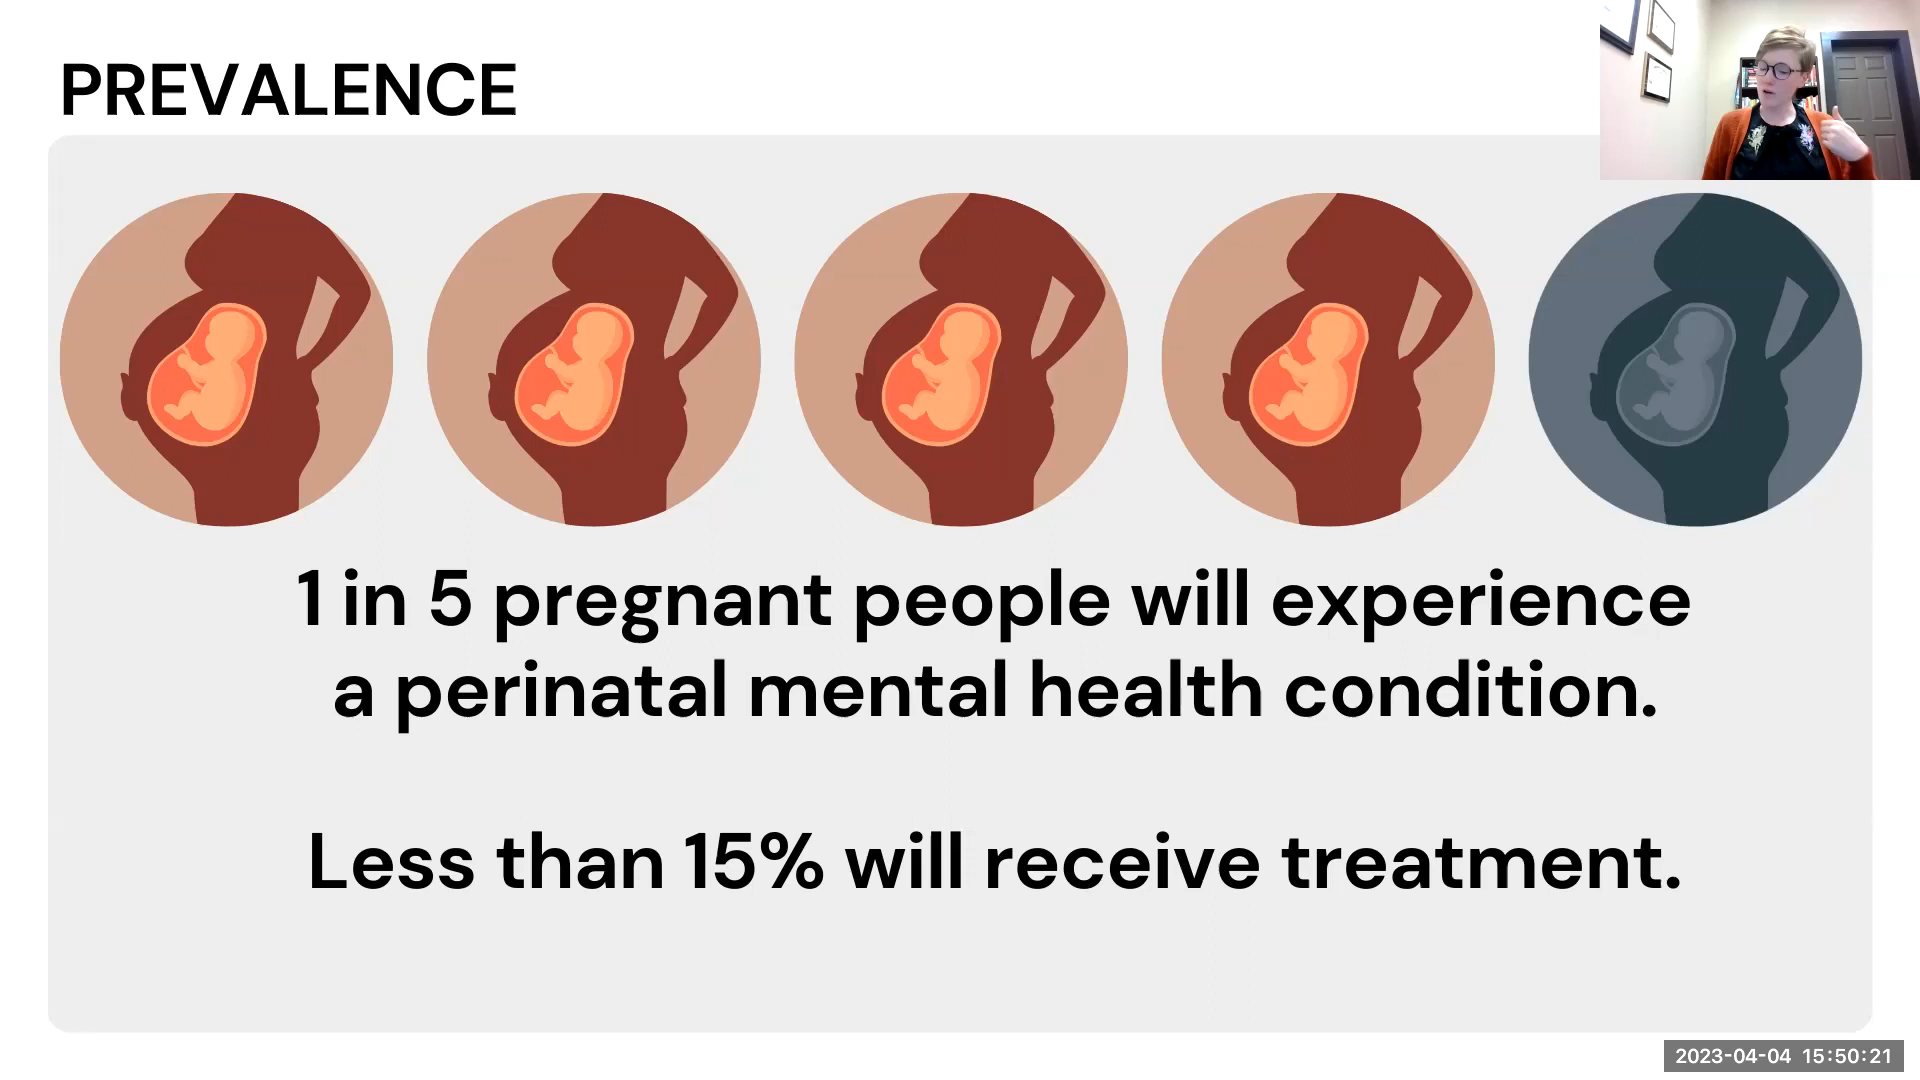 PREVALENCE
1 in 5 pregnant people will experience
a perinatal mental health condition.
Less than 15% will receive treatment.
2023-04-04 15:50:21